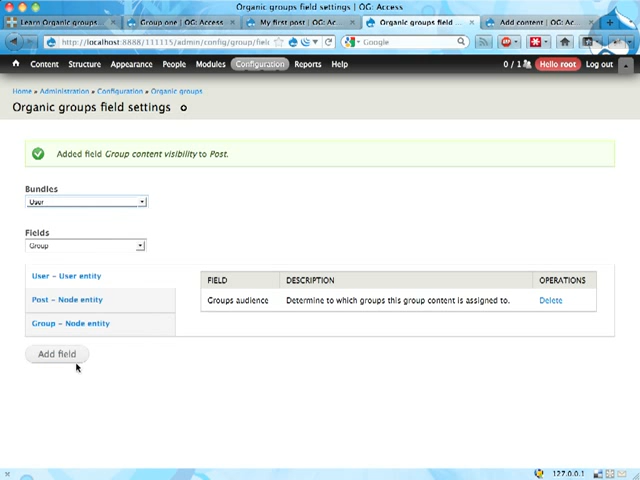 Organic groups field settings | OG: Access
Learn Organic groups
Group one | OG: Access
My first post | OG: Ac...
Organic groups field ...
Add content | OG: Ac...
http://localhost:8888/111115/admin/config/group/fiel
Google
Content Structure Appearance People Modules Configuration Reports Help
0 / 1
Hello root
Log out
Home » Administration » Configuration » Organic groups
Organic groups field settings
Added field Group content visibility to Post.
Bundles
User
Fields
Group
User - User entity
Post - Node entity
Group - Node entity
FIELD DESCRIPTION OPERATIONS
Groups audience Determine to which groups this group content is assigned to. Delete
Add field
127.0.0.1